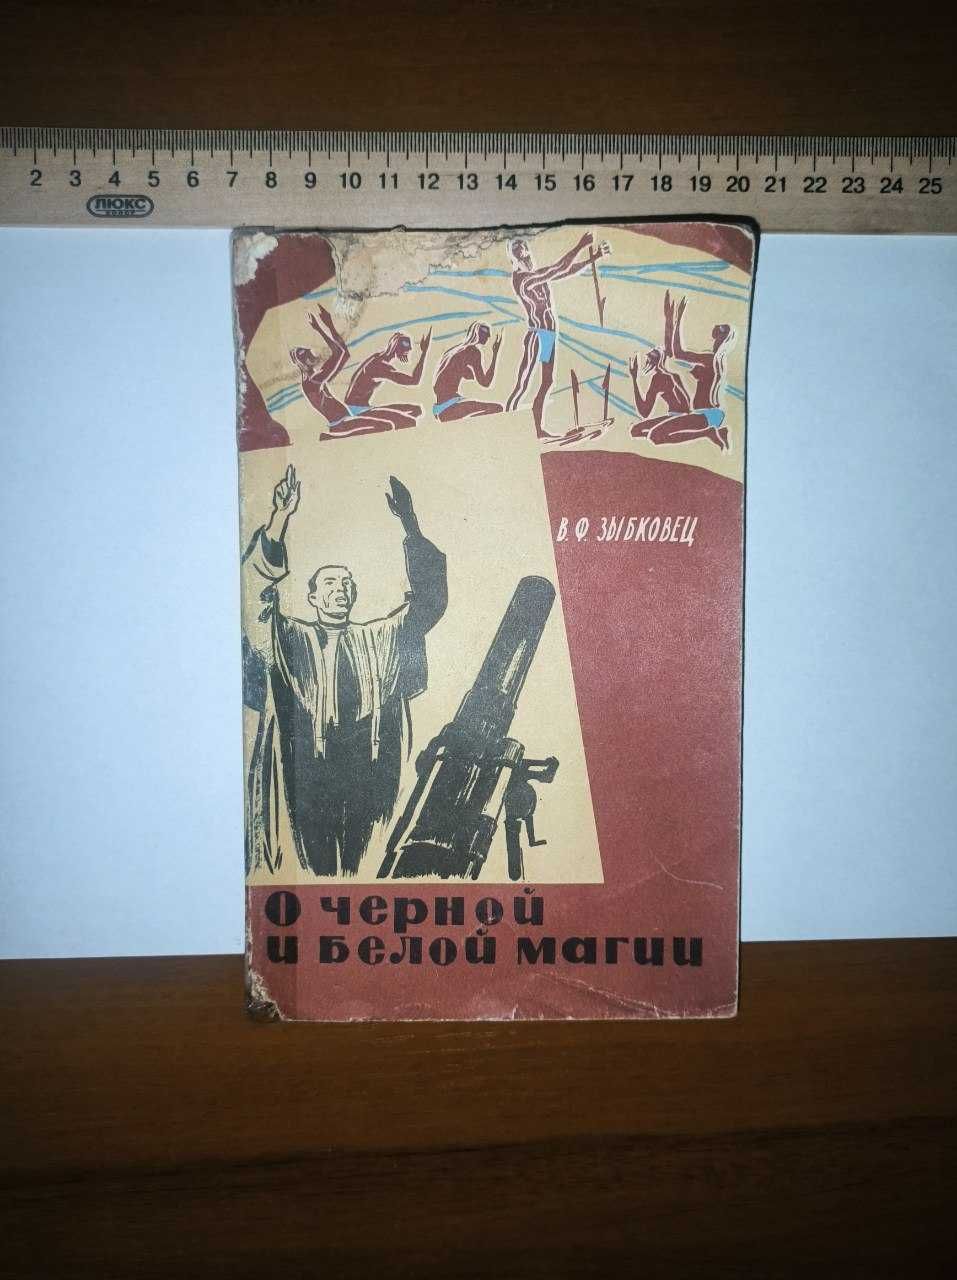 2 3 4 5 6 7 8 9 10 11 12 13 14 15 16 17 18 19 20 21 22 23 24 25
ЛЮКС
КОЛОР
В. Ф. ЗЫБКОВЕЦ
О черной
и белой магии